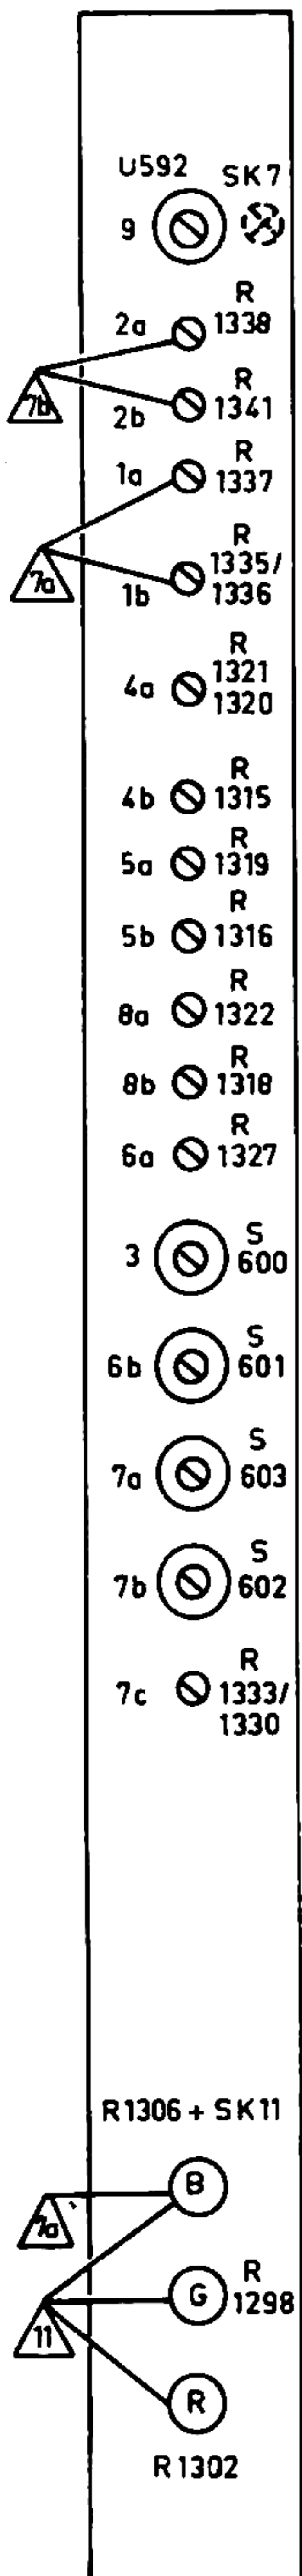 U592 SK7
9
2a R
1338
7b
2b R
1341
1a R
1337
7a
1b R
1335/
1336
4a R
1321
1320
4b R
1315
5a R
1319
5b R
1316
8a R
1322
8b R
1318
6a R
1327
3 S
600
6b S
601
7a S
603
7b S
602
7c R
1333/
1330
R1306 + SK11
7a B
11 G R
1298
R
R1302